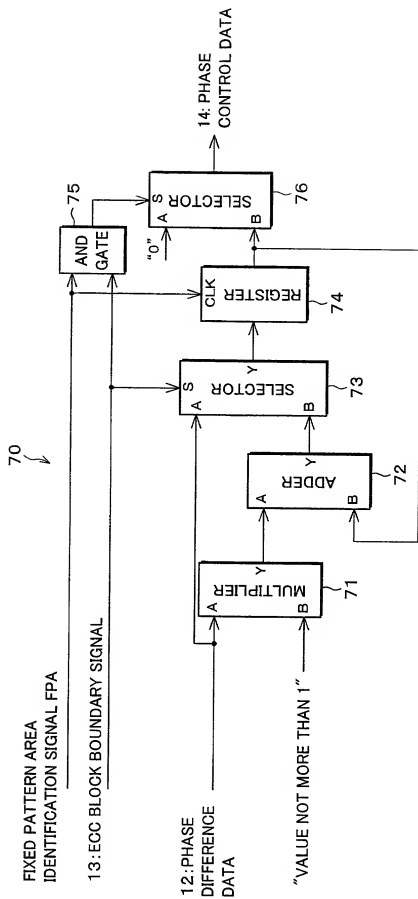 70
FIXED PATTERN AREA
IDENTIFICATION SIGNAL FPA
13: ECC BLOCK BOUNDARY SIGNAL
12: PHASE
DIFFERENCE
DATA
"VALUE NOT MORE THAN 1"
A
B
Y
MULTIPLIER
71
A
B
Y
ADDER
72
S
A
B
Y
SELECTOR
73
CLK
REGISTER
74
AND
GATE
75
"0"
S
A
B
SELECTOR
76
14: PHASE
CONTROL DATA